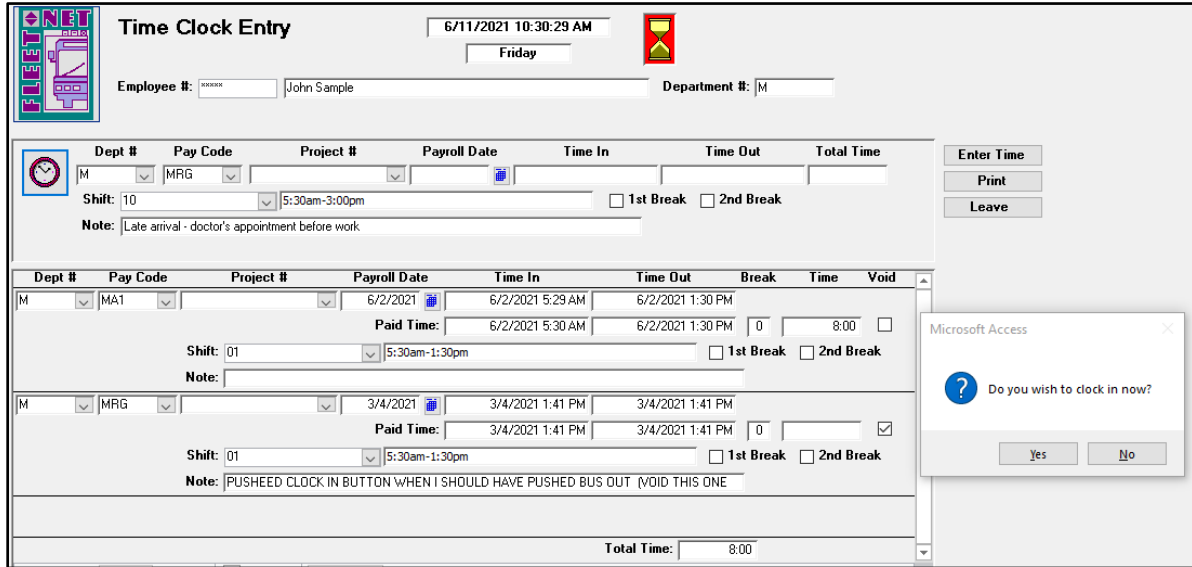 FLEET NET
Time Clock Entry
6/11/2021 10:30:29 AM
Friday
Employee #: xxxxx John Sample Department #: M
Dept # Pay Code Project # Payroll Date Time In Time Out Total Time
M MRG
Shift: 10 5:30am-3:00pm 1st Break 2nd Break
Note: Late arrival - doctor's appointment before work
Enter Time
Print
Leave
Dept # Pay Code Project # Payroll Date Time In Time Out Break Time Void
M MA1 6/2/2021 6/2/2021 5:29 AM 6/2/2021 1:30 PM
Paid Time: 6/2/2021 5:30 AM 6/2/2021 1:30 PM 0 8:00
Shift: 01 5:30am-1:30pm 1st Break 2nd Break
Note:
M MRG 3/4/2021 3/4/2021 1:41 PM 3/4/2021 1:41 PM
Paid Time: 3/4/2021 1:41 PM 3/4/2021 1:41 PM 0
Shift: 01 5:30am-1:30pm 1st Break 2nd Break
Note: PUSHEED CLOCK IN BUTTON WHEN I SHOULD HAVE PUSHED BUS OUT (VOID THIS ONE
Total Time: 8:00
Microsoft Access
Do you wish to clock in now?
Yes No